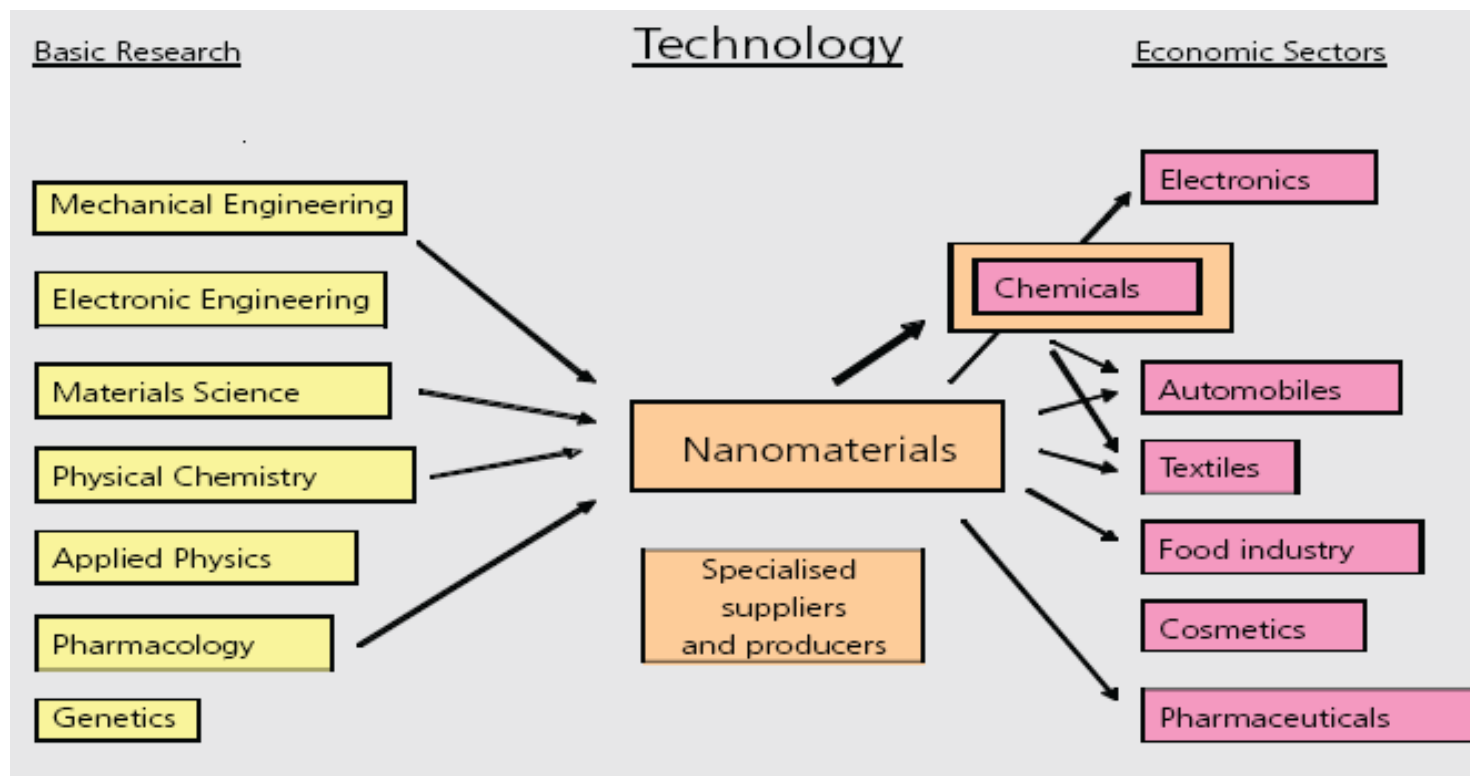 Basic Research
Technology
Economic Sectors
Mechanical Engineering
Electronic Engineering
Materials Science
Physical Chemistry
Applied Physics
Pharmacology
Genetics
Nanomaterials
Specialised
suppliers
and producers
Electronics
Chemicals
Automobiles
Textiles
Food industry
Cosmetics
Pharmaceuticals